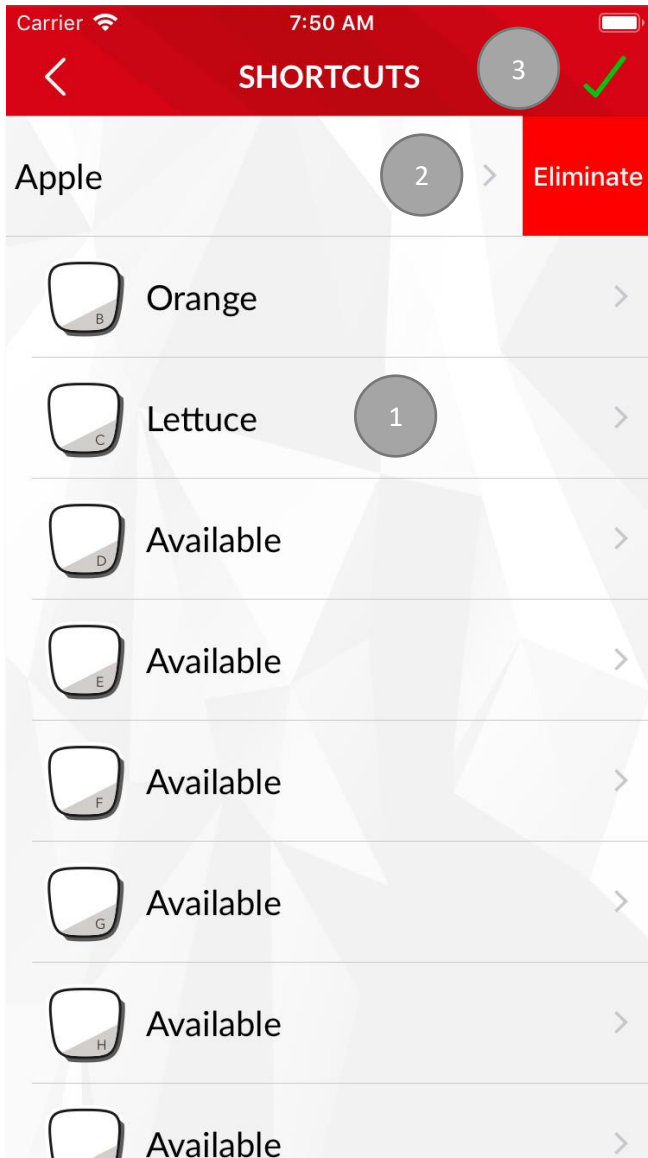 Carrier 7:50 AM
SHORTCUTS 3
Apple 2 Eliminate
B Orange
C Lettuce 1
D Available
E Available
F Available
G Available
H Available
Available